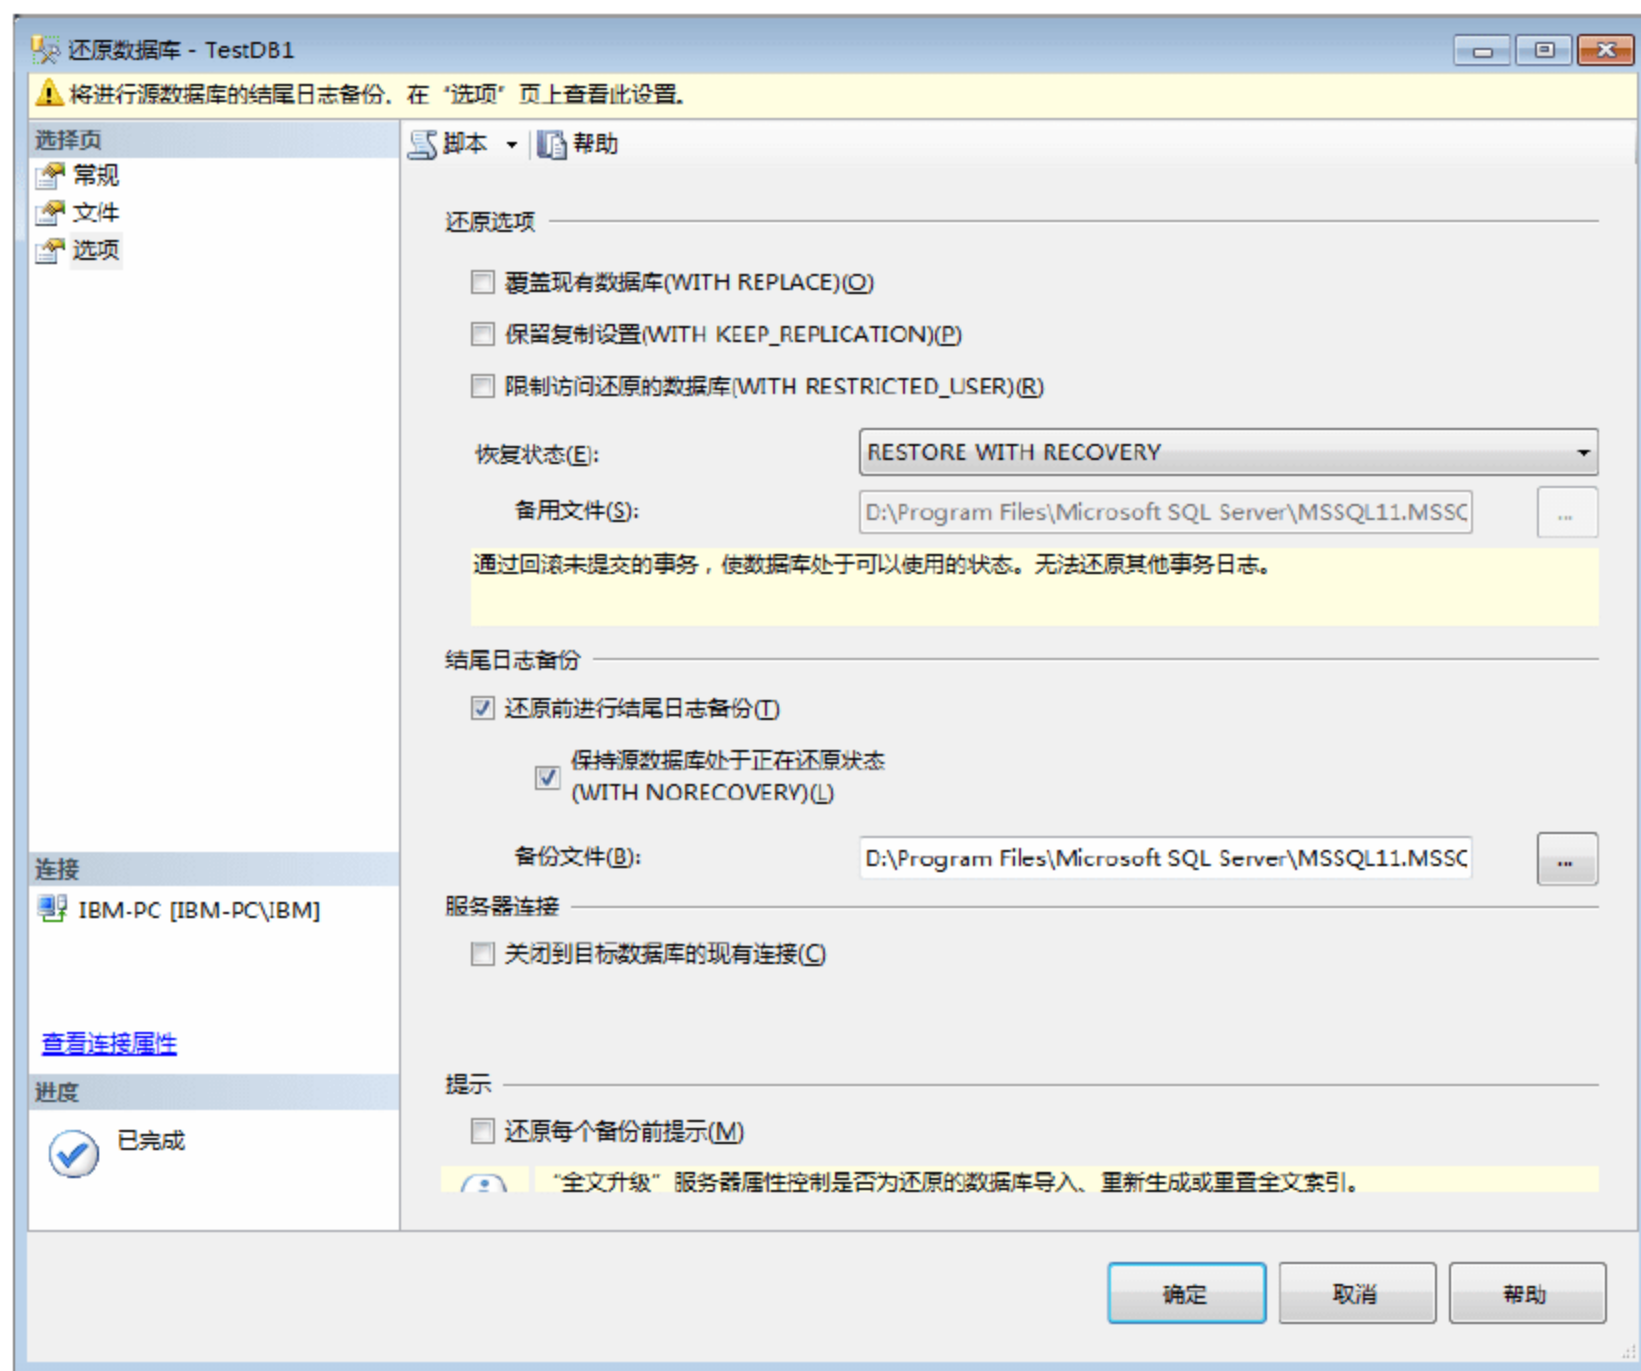 还原数据库 - TestDB1
将进行源数据库的结尾日志备份. 在 "选项" 页上查看此设置。
选择页
常规
文件
选项
脚本
帮助
还原选项
覆盖现有数据库(WITH REPLACE)(O)
保留复制设置(WITH KEEP_REPLICATION)(P)
限制访问还原的数据库(WITH RESTRICTED_USER)(R)
恢复状态(E):
RESTORE WITH RECOVERY
备用文件(S):
D:\Program Files\Microsoft SQL Server\MSSQL11.MSSQ
...
通过回滚未提交的事务，使数据库处于可以使用的状态。无法还原其他事务日志。
结尾日志备份
还原前进行结尾日志备份(T)
保持源数据库处于正在还原状态
(WITH NORECOVERY)(L)
备份文件(B):
D:\Program Files\Microsoft SQL Server\MSSQL11.MSSQ
...
服务器连接
关闭到目标数据库的现有连接(C)
提示
还原每个备份前提示(M)
“全文升级”服务器属性控制是否为还原的数据库导入、重新生成或重置全文索引。
连接
IBM-PC [IBM-PC\IBM]
查看连接属性
进度
已完成
确定
取消
帮助